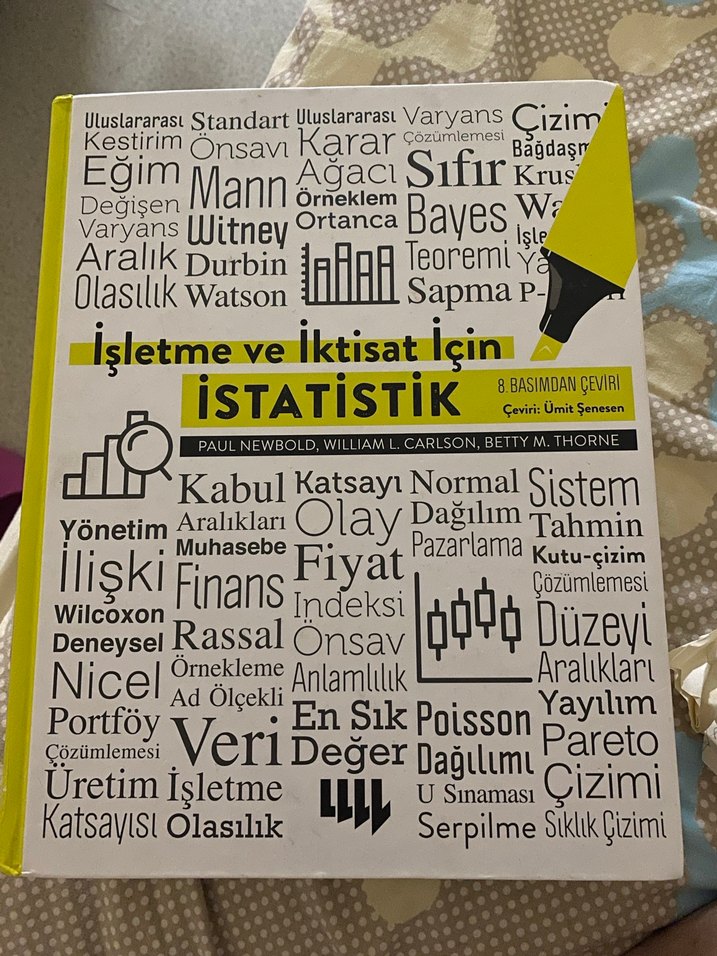 Uluslararası
Kestirim
Eğim
Değişen
Varyans
Aralık
Olasılık
Standart
Önsavı
Mann
Witney
Durbin
Watson
Uluslararası
Karar
Ağacı
Örneklem
Ortanca
Varyans
Çözümlemesi
Sıfır
Bayes
Teoremi
Sapma
Çizimi
P-
İşletme ve İktisat İçin
İSTATİSTİK
8. BASIMDAN ÇEVİRİ
Çeviri: Ümit Şenesen
PAUL NEWBOLD, WILLIAM L. CARLSON, BETTY M. THORNE
Yönetim
İlişki
Wilcoxon
Deneysel
Nicel
Portföy
Çözümlemesi
Üretim
Katsayısı
Kabul
Aralıkları
Muhasebe
Finans
Rassal
Örnekleme
Ad Ölçekli
Veri
İşletme
Olasılık
Katsayı
Olay
Fiyat
Indeksi
Önsav
Anlamlılık
En Sık
Değer
Normal
Dağılım
Pazarlama
Poisson
Dağılımı
U Sınaması
Serpilme
Sistem
Tahmin
Kutu-çizim
Çözümlemesi
Düzeyi
Aralıkları
Yayılım
Pareto
Çizimi
Sıklık Çizimi